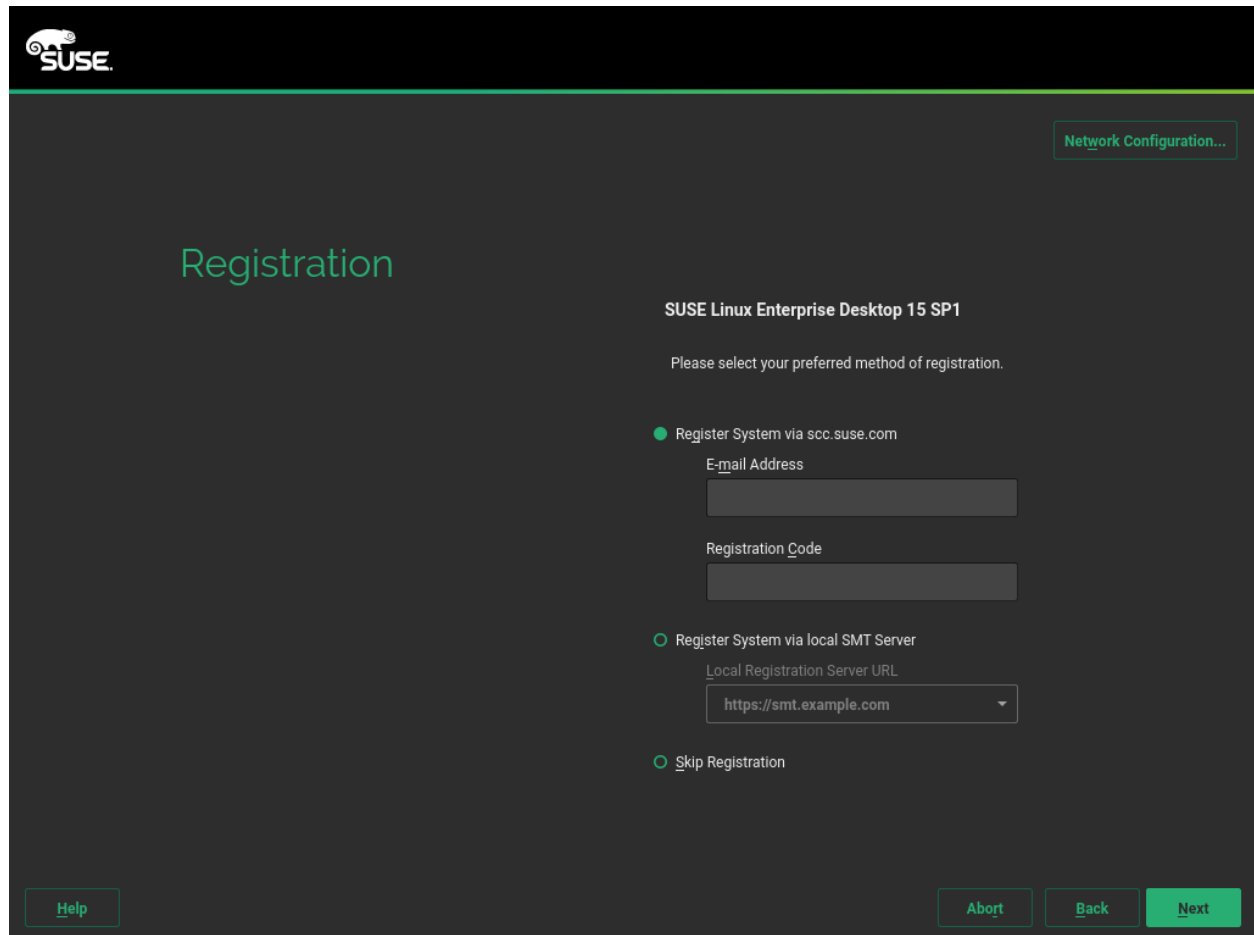 SUSE.
Network Configuration...
Registration
SUSE Linux Enterprise Desktop 15 SP1
Please select your preferred method of registration.
Register System via scc.suse.com
E-mail Address
Registration Code
Register System via local SMT Server
Local Registration Server URL
https://smt.example.com
Skip Registration
Help
Abort
Back
Next